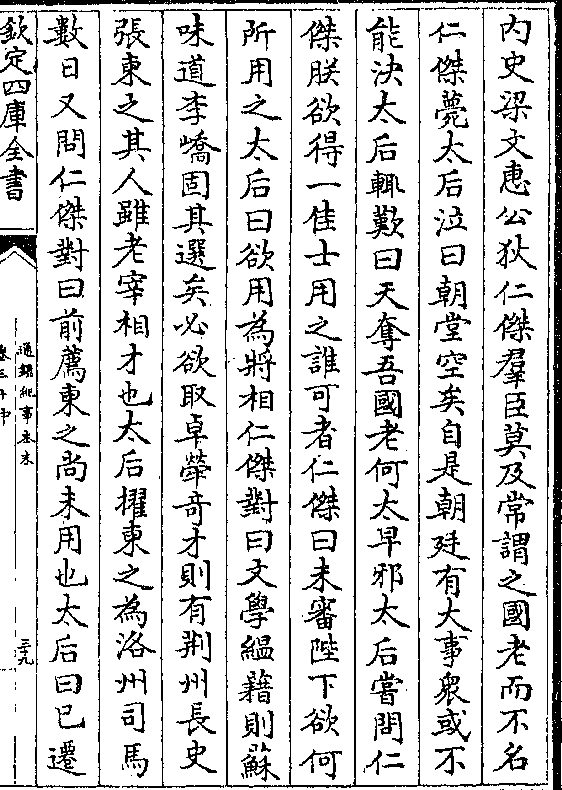 内史梁文惠公狄仁傑羣臣莫及常謂之國老而不名
仁傑薨太后泣曰朝堂空矣自是朝廷有大事衆或不
能決太后輒歎曰天奪吾國老何太早邪太后嘗問仁
傑朕欲得一佳士用之誰可者仁傑曰未審陛下欲何
所用之太后曰欲用為將相仁傑對曰文學緼藉則蘇
味道李嶠固其選矣必欲取卓犖奇才則有荆州長史
張柬之其人雖老宰相才也太后擢柬之為洛州司馬
數日又問仁傑對曰前薦柬之尚未用也太后曰已遷
欽定四庫全書
通鑑紀事本末
卷三十中
三九